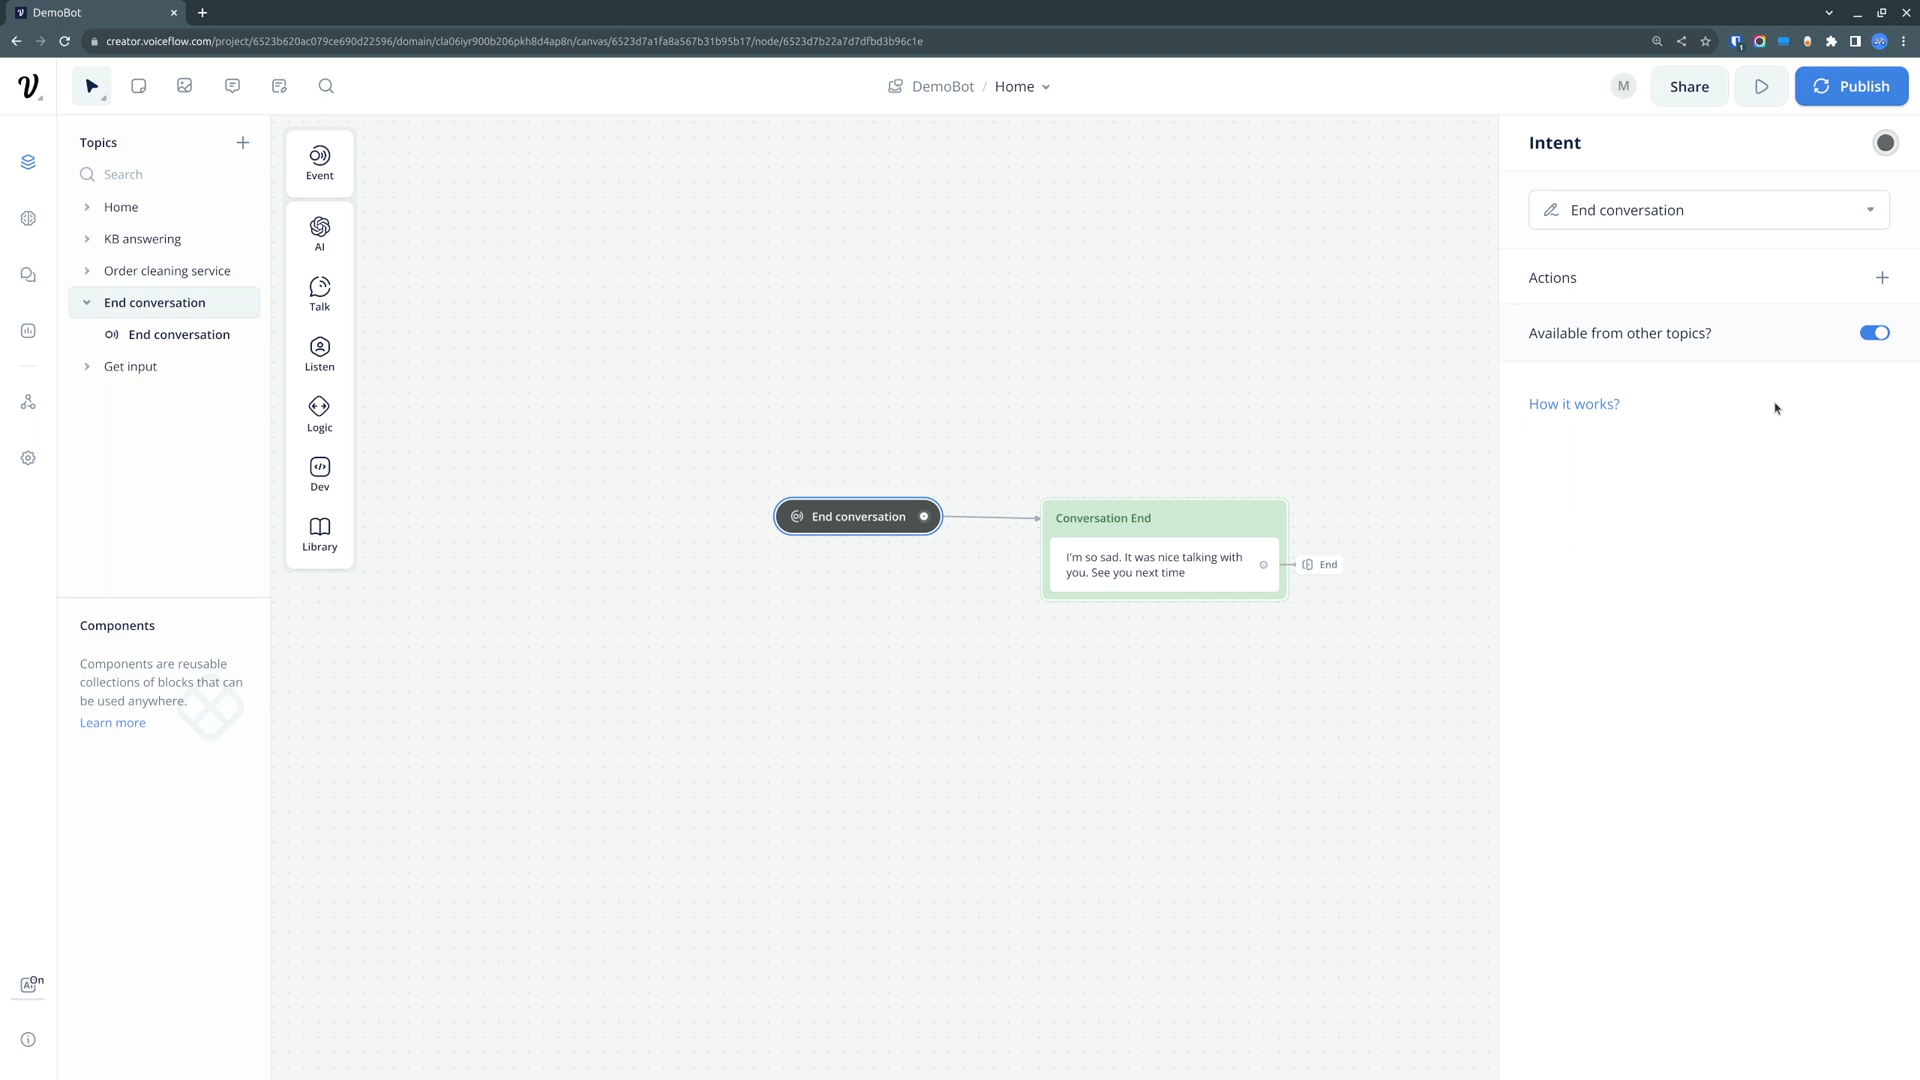 DemoBot
creator.voiceflow.com/project/6523b620ac079ce690d22596/domain/cla06iyr900b206pkh8d4ap8n/canvas/6523d7a1fa8a567b31b95b17/node/6523d7b22a7d7dfbd3b96c1e
DemoBot / Home
M
Share
Publish
Topics
Search
Home
KB answering
Order cleaning service
End conversation
End conversation
Get input
Components
Components are reusable
collections of blocks that can
be used anywhere.
Learn more
On
Event
AI
Talk
Listen
Logic
Dev
Library
End conversation
Conversation End
I'm so sad. It was nice talking with
you. See you next time
End
Intent
End conversation
Actions
Available from other topics?
How it works?